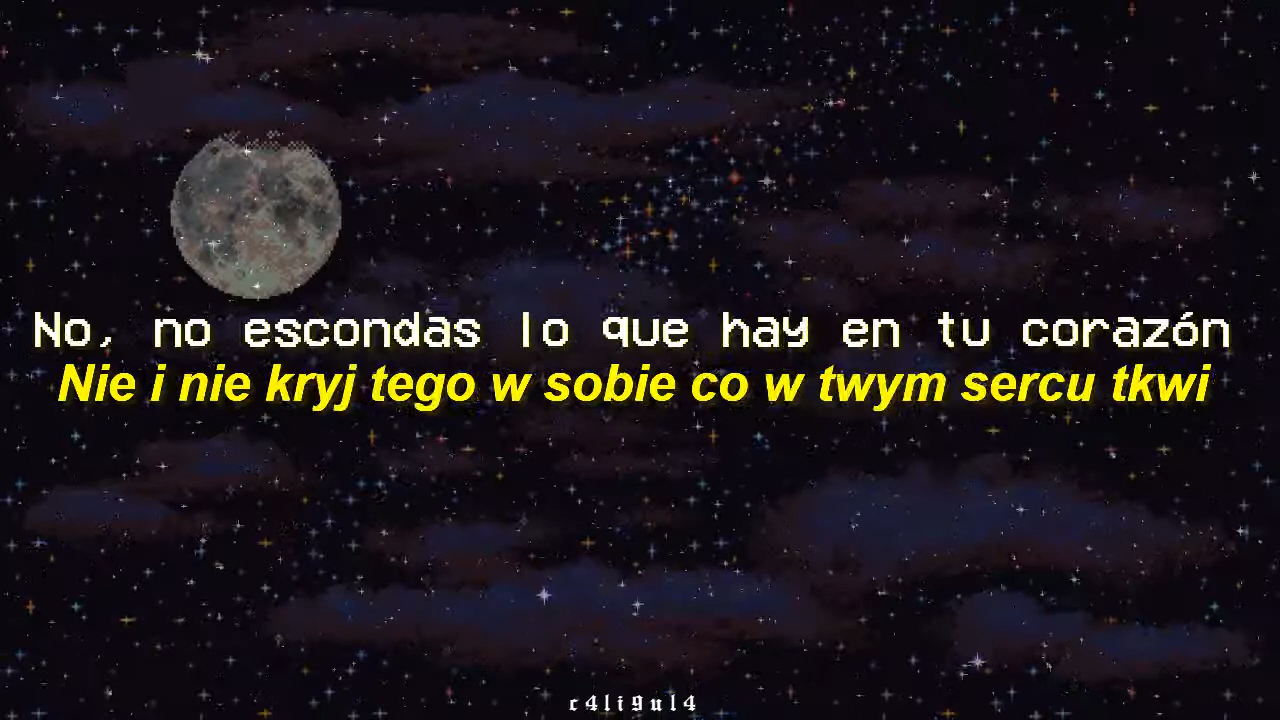 No, no escondas lo que hay en tu corazón
Nie i nie kryj tego w sobie co w twym sercu tkwi
c4li9ul4